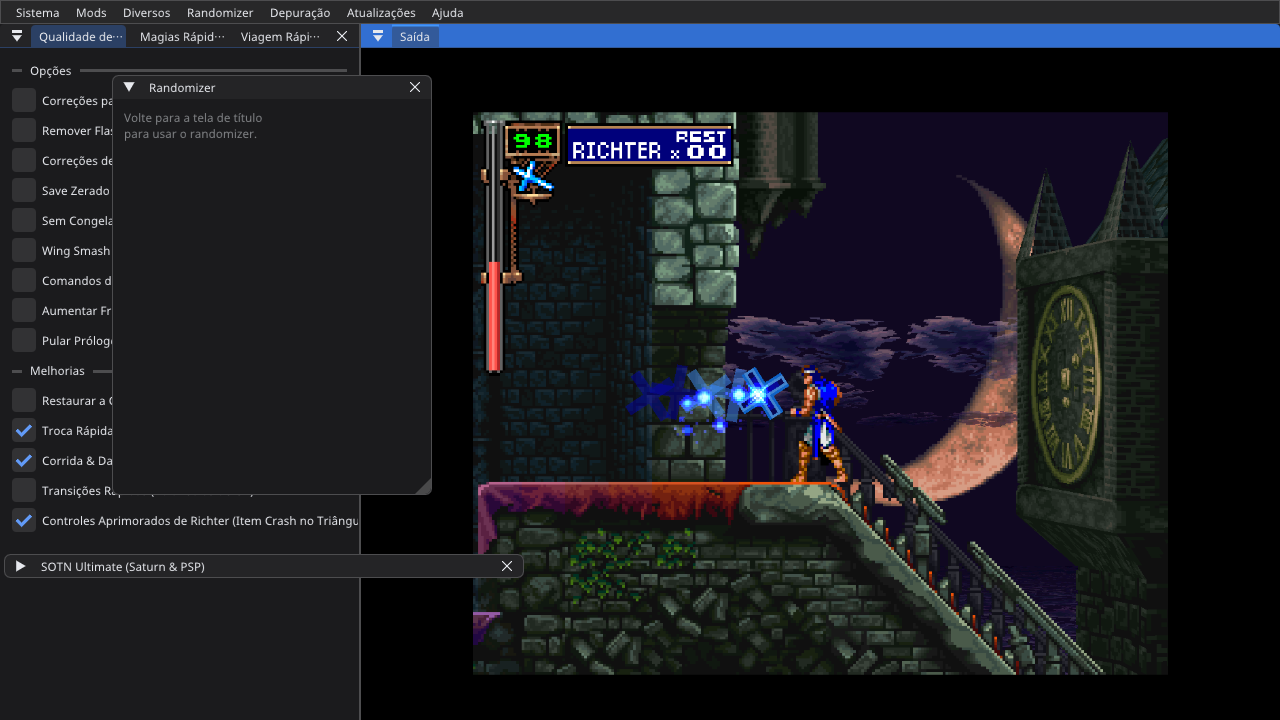 Sistema Mods Diversos Randomizer Depuração Atualizações Ajuda
Qualidade de··· Magias Rápid··· Viagem Rápi··· Saída
Opções
Randomizer
Volte para a tela de título
para usar o randomizer.
Correções pa
Remover Flas
Correções de
Save Zerado
Sem Congela
Wing Smash
Comandos d
Aumentar Fr
Pular Prólogo
Melhorias
Restaurar a
Troca Rápida
Corrida & Da
Transições
Controles Aprimorados de Richter (Item Crash no Triângu
SOTN Ultimate (Saturn & PSP)
98
REST
RICHTER x 00